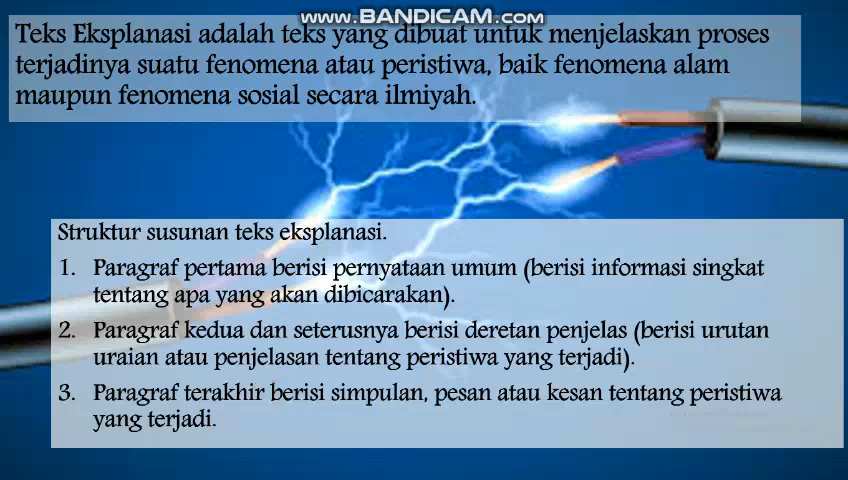 www.BANDICAM.com
Teks Eksplanasi adalah teks yang dibuat untuk menjelaskan proses
terjadinya suatu fenomena atau peristiwa, baik fenomena alam
maupun fenomena sosial secara ilmiyah.
Struktur susunan teks eksplanasi.
1. Paragraf pertama berisi pernyataan umum (berisi informasi singkat
tentang apa yang akan dibicarakan).
2. Paragraf kedua dan seterusnya berisi deretan penjelas (berisi urutan
uraian atau penjelasan tentang peristiwa yang terjadi).
3. Paragraf terakhir berisi simpulan, pesan atau kesan tentang peristiwa
yang terjadi.